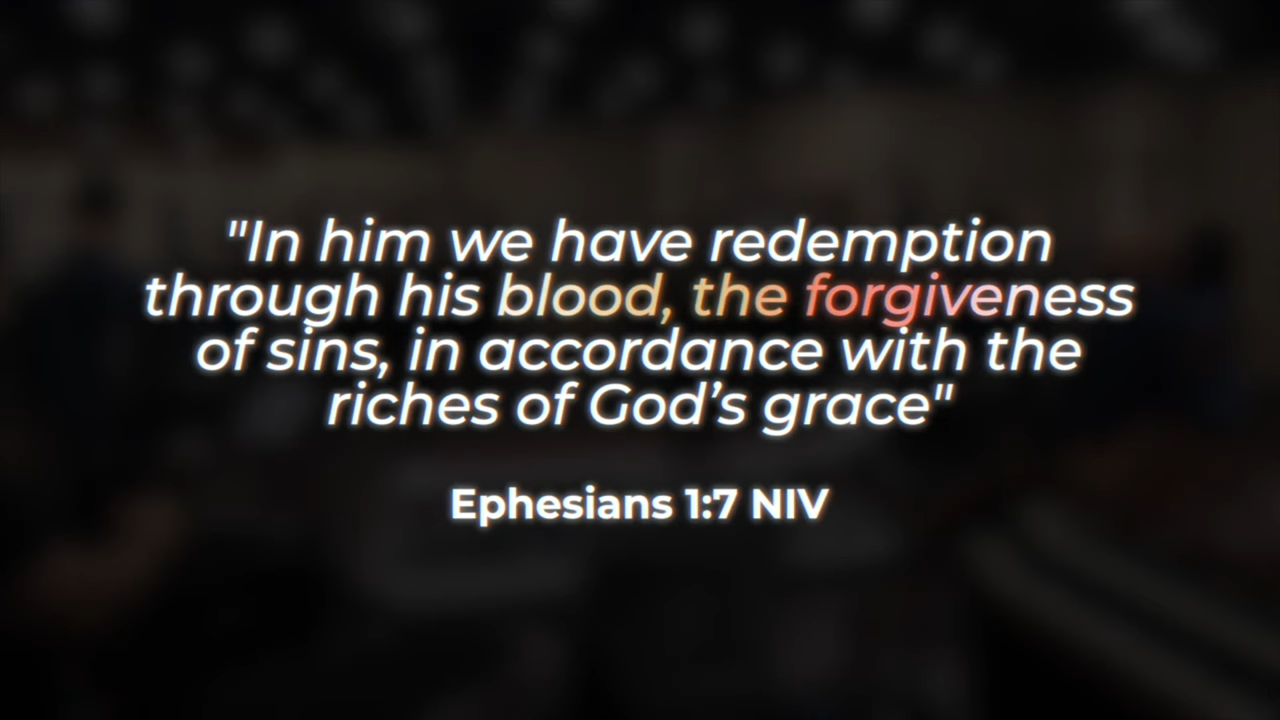 "In him we have redemption
through his blood, the forgiveness
of sins, in accordance with the
riches of God’s grace"
Ephesians 1:7 NIV